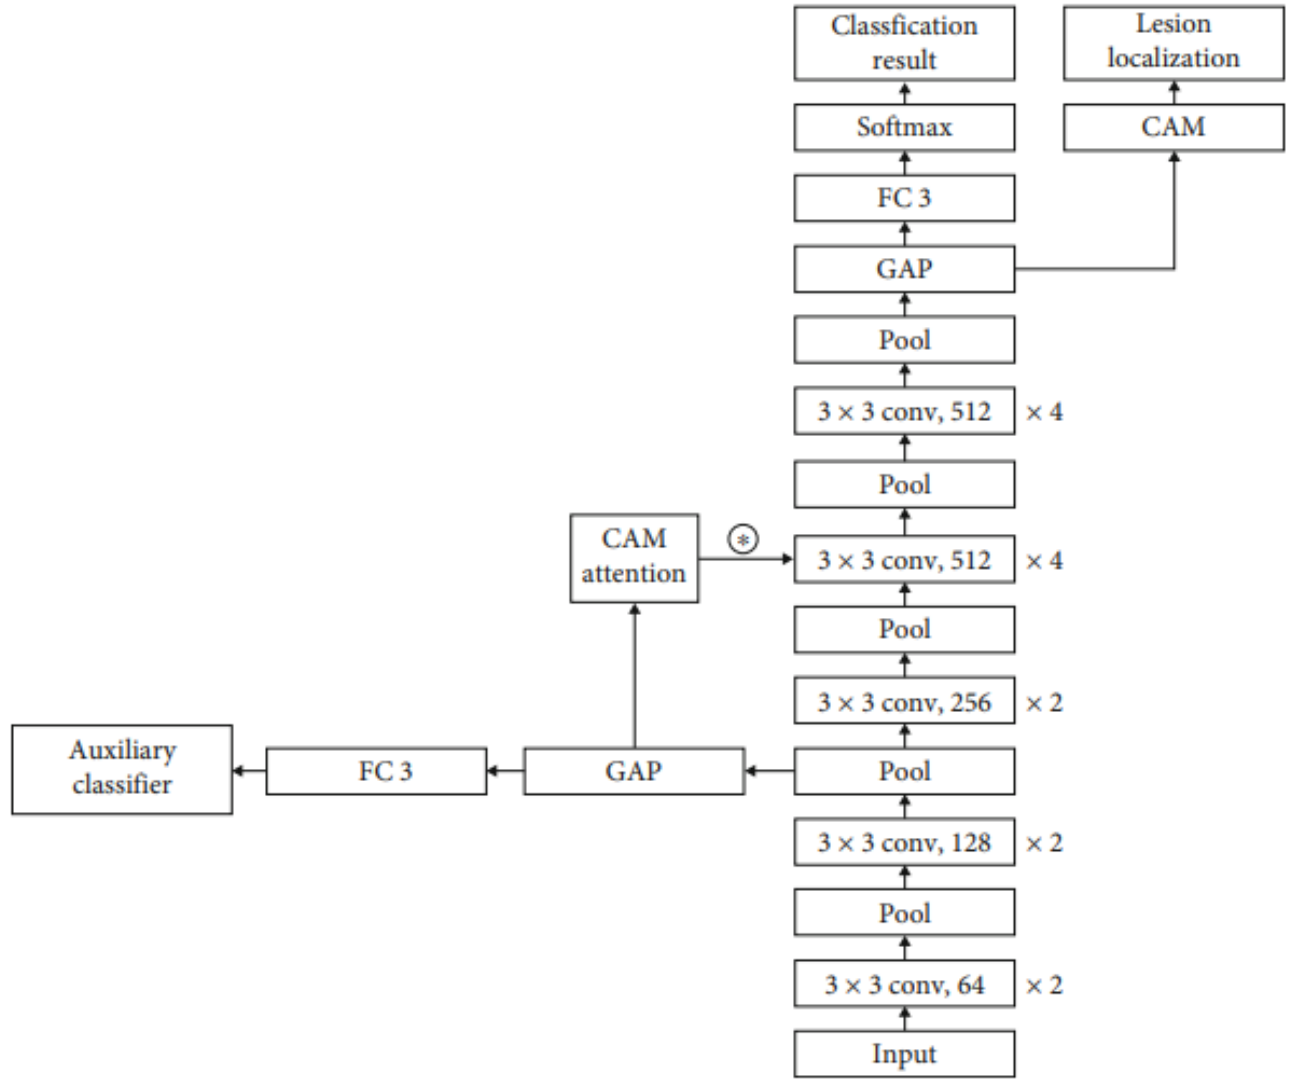 Classfication
result
Lesion
localization
Softmax
CAM
FC 3
GAP
Pool
3 × 3 conv, 512 × 4
Pool
CAM
attention
*
3 × 3 conv, 512 × 4
Pool
3 × 3 conv, 256 × 2
Auxiliary
classifier
FC 3
GAP
Pool
3 × 3 conv, 128 × 2
Pool
3 × 3 conv, 64 × 2
Input